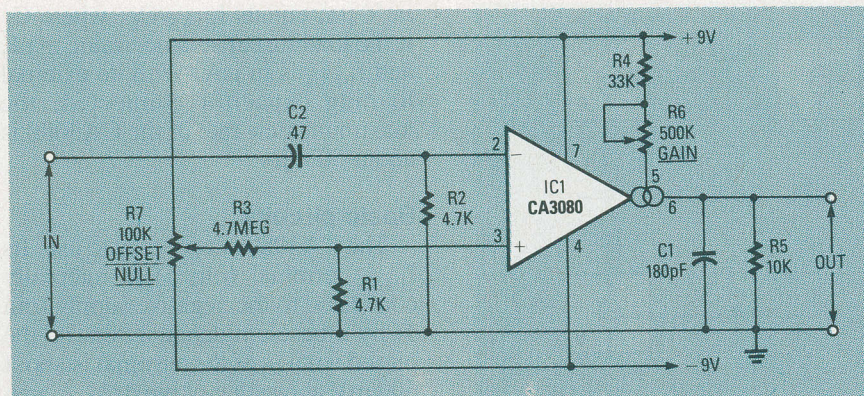 +9V
R4
33K
C2
.47
R6
500K
GAIN
2
−
7
5
IC1
CA3080
6
R7
100K
OFFSET
NULL
R3
4.7MEG
R2
4.7K
IN
3
+
4
C1
180pF
R5
10K
OUT
R1
4.7K
−9V